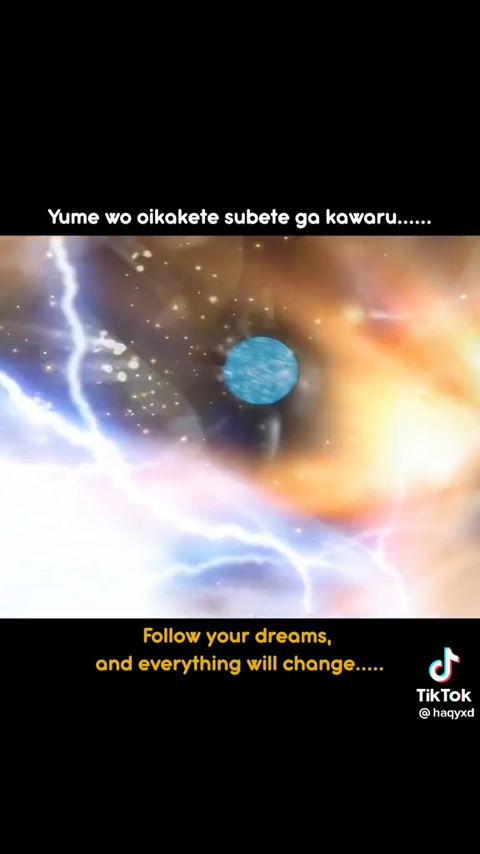 Yume wo oikakete subete ga kawaru......
Follow your dreams,
and everything will change.....
TikTok
@haqyxd